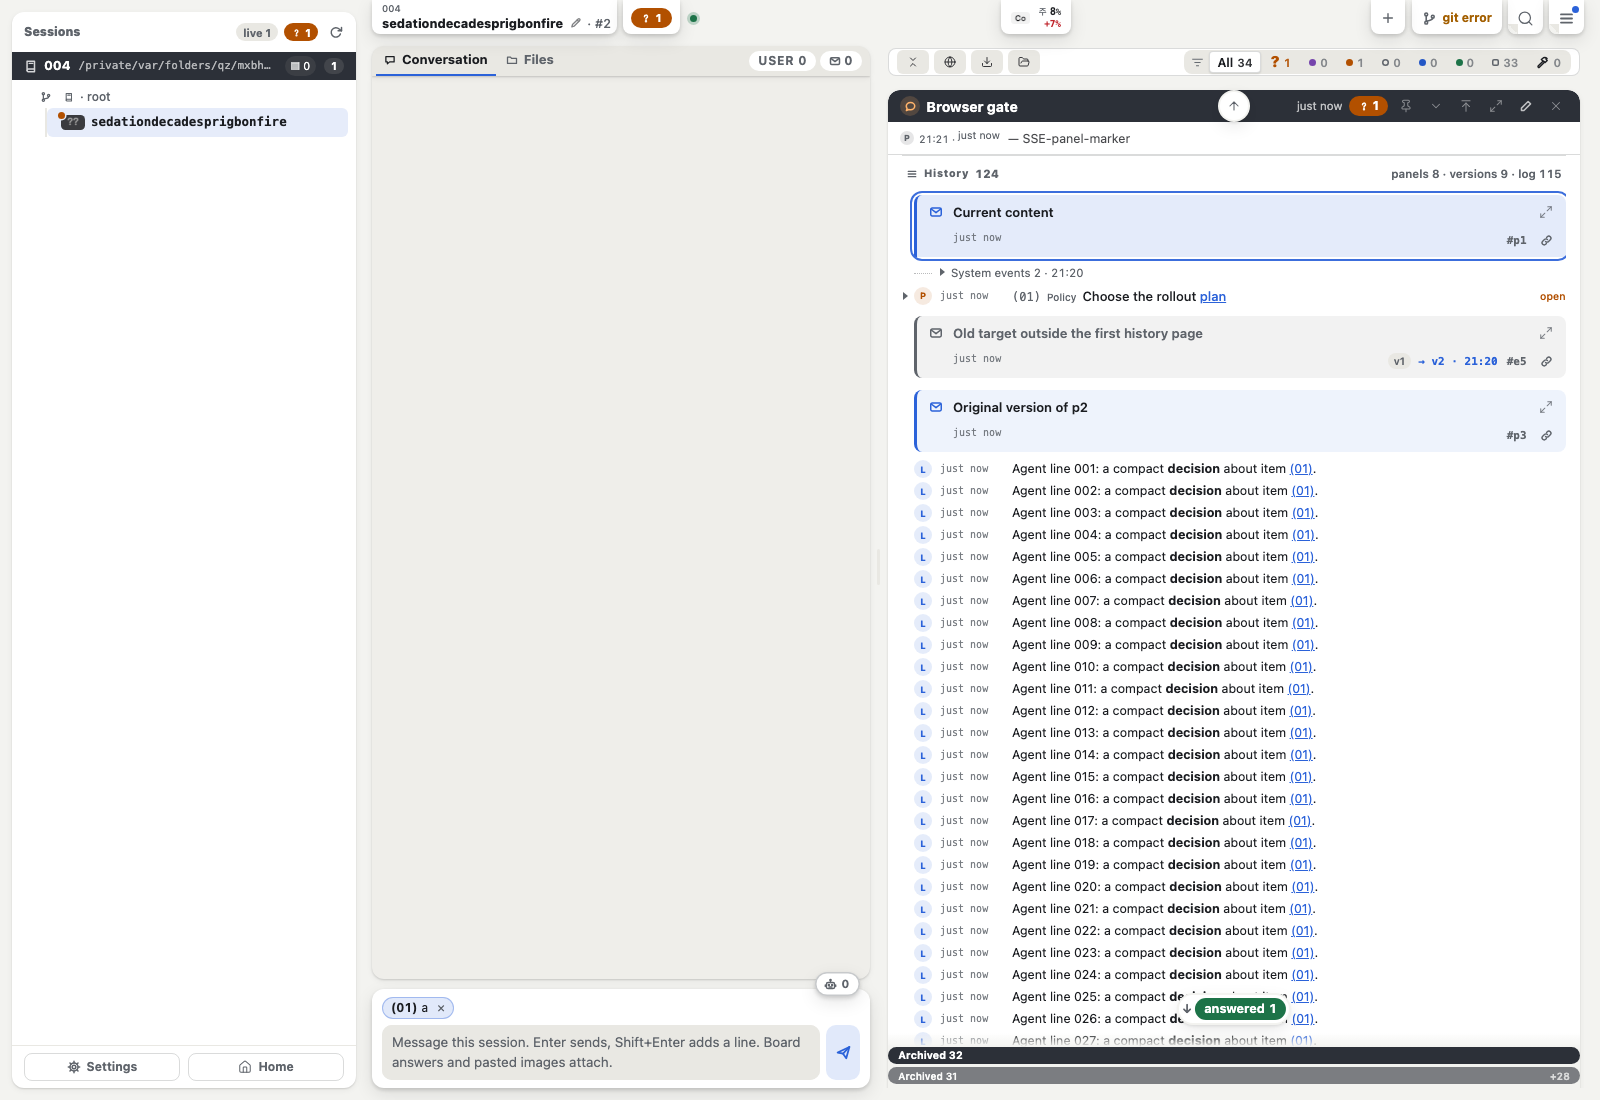 Sessions
live 1
? 1
004 /private/var/folders/qz/mxbh… 0 1
· root
?? sedationdecadesprigbonfire
Settings
Home
004
sedationdecadesprigbonfire · #2
? 1
Conversation
Files
USER 0
0
0
(01) a ×
Message this session. Enter sends, Shift+Enter adds a line. Board
answers and pasted images attach.
Co
주 8%
+7%
+
git error
All 34
? 1
0
1
0
0
0
33
0
Browser gate
just now
? 1
P 21:21 · just now — SSE-panel-marker
History 124
panels 8 · versions 9 · log 115
Current content
just now
#p1
System events 2 · 21:20
P just now (01) Policy Choose the rollout plan open
Old target outside the first history page
just now
v1 → v2 · 21:20 #e5
Original version of p2
just now
#p3
L just now Agent line 001: a compact decision about item (01).
L just now Agent line 002: a compact decision about item (01).
L just now Agent line 003: a compact decision about item (01).
L just now Agent line 004: a compact decision about item (01).
L just now Agent line 005: a compact decision about item (01).
L just now Agent line 006: a compact decision about item (01).
L just now Agent line 007: a compact decision about item (01).
L just now Agent line 008: a compact decision about item (01).
L just now Agent line 009: a compact decision about item (01).
L just now Agent line 010: a compact decision about item (01).
L just now Agent line 011: a compact decision about item (01).
L just now Agent line 012: a compact decision about item (01).
L just now Agent line 013: a compact decision about item (01).
L just now Agent line 014: a compact decision about item (01).
L just now Agent line 015: a compact decision about item (01).
L just now Agent line 016: a compact decision about item (01).
L just now Agent line 017: a compact decision about item (01).
L just now Agent line 018: a compact decision about item (01).
L just now Agent line 019: a compact decision about item (01).
L just now Agent line 020: a compact decision about item (01).
L just now Agent line 021: a compact decision about item (01).
L just now Agent line 022: a compact decision about item (01).
L just now Agent line 023: a compact decision about item (01).
L just now Agent line 024: a compact decision about item (01).
L just now Agent line 025: a compact (01).
L just now Agent line 026: a compact (01).
answered 1
L just now Agent line 027: a compact decision about item (01).
Archived 32
Archived 31
+28